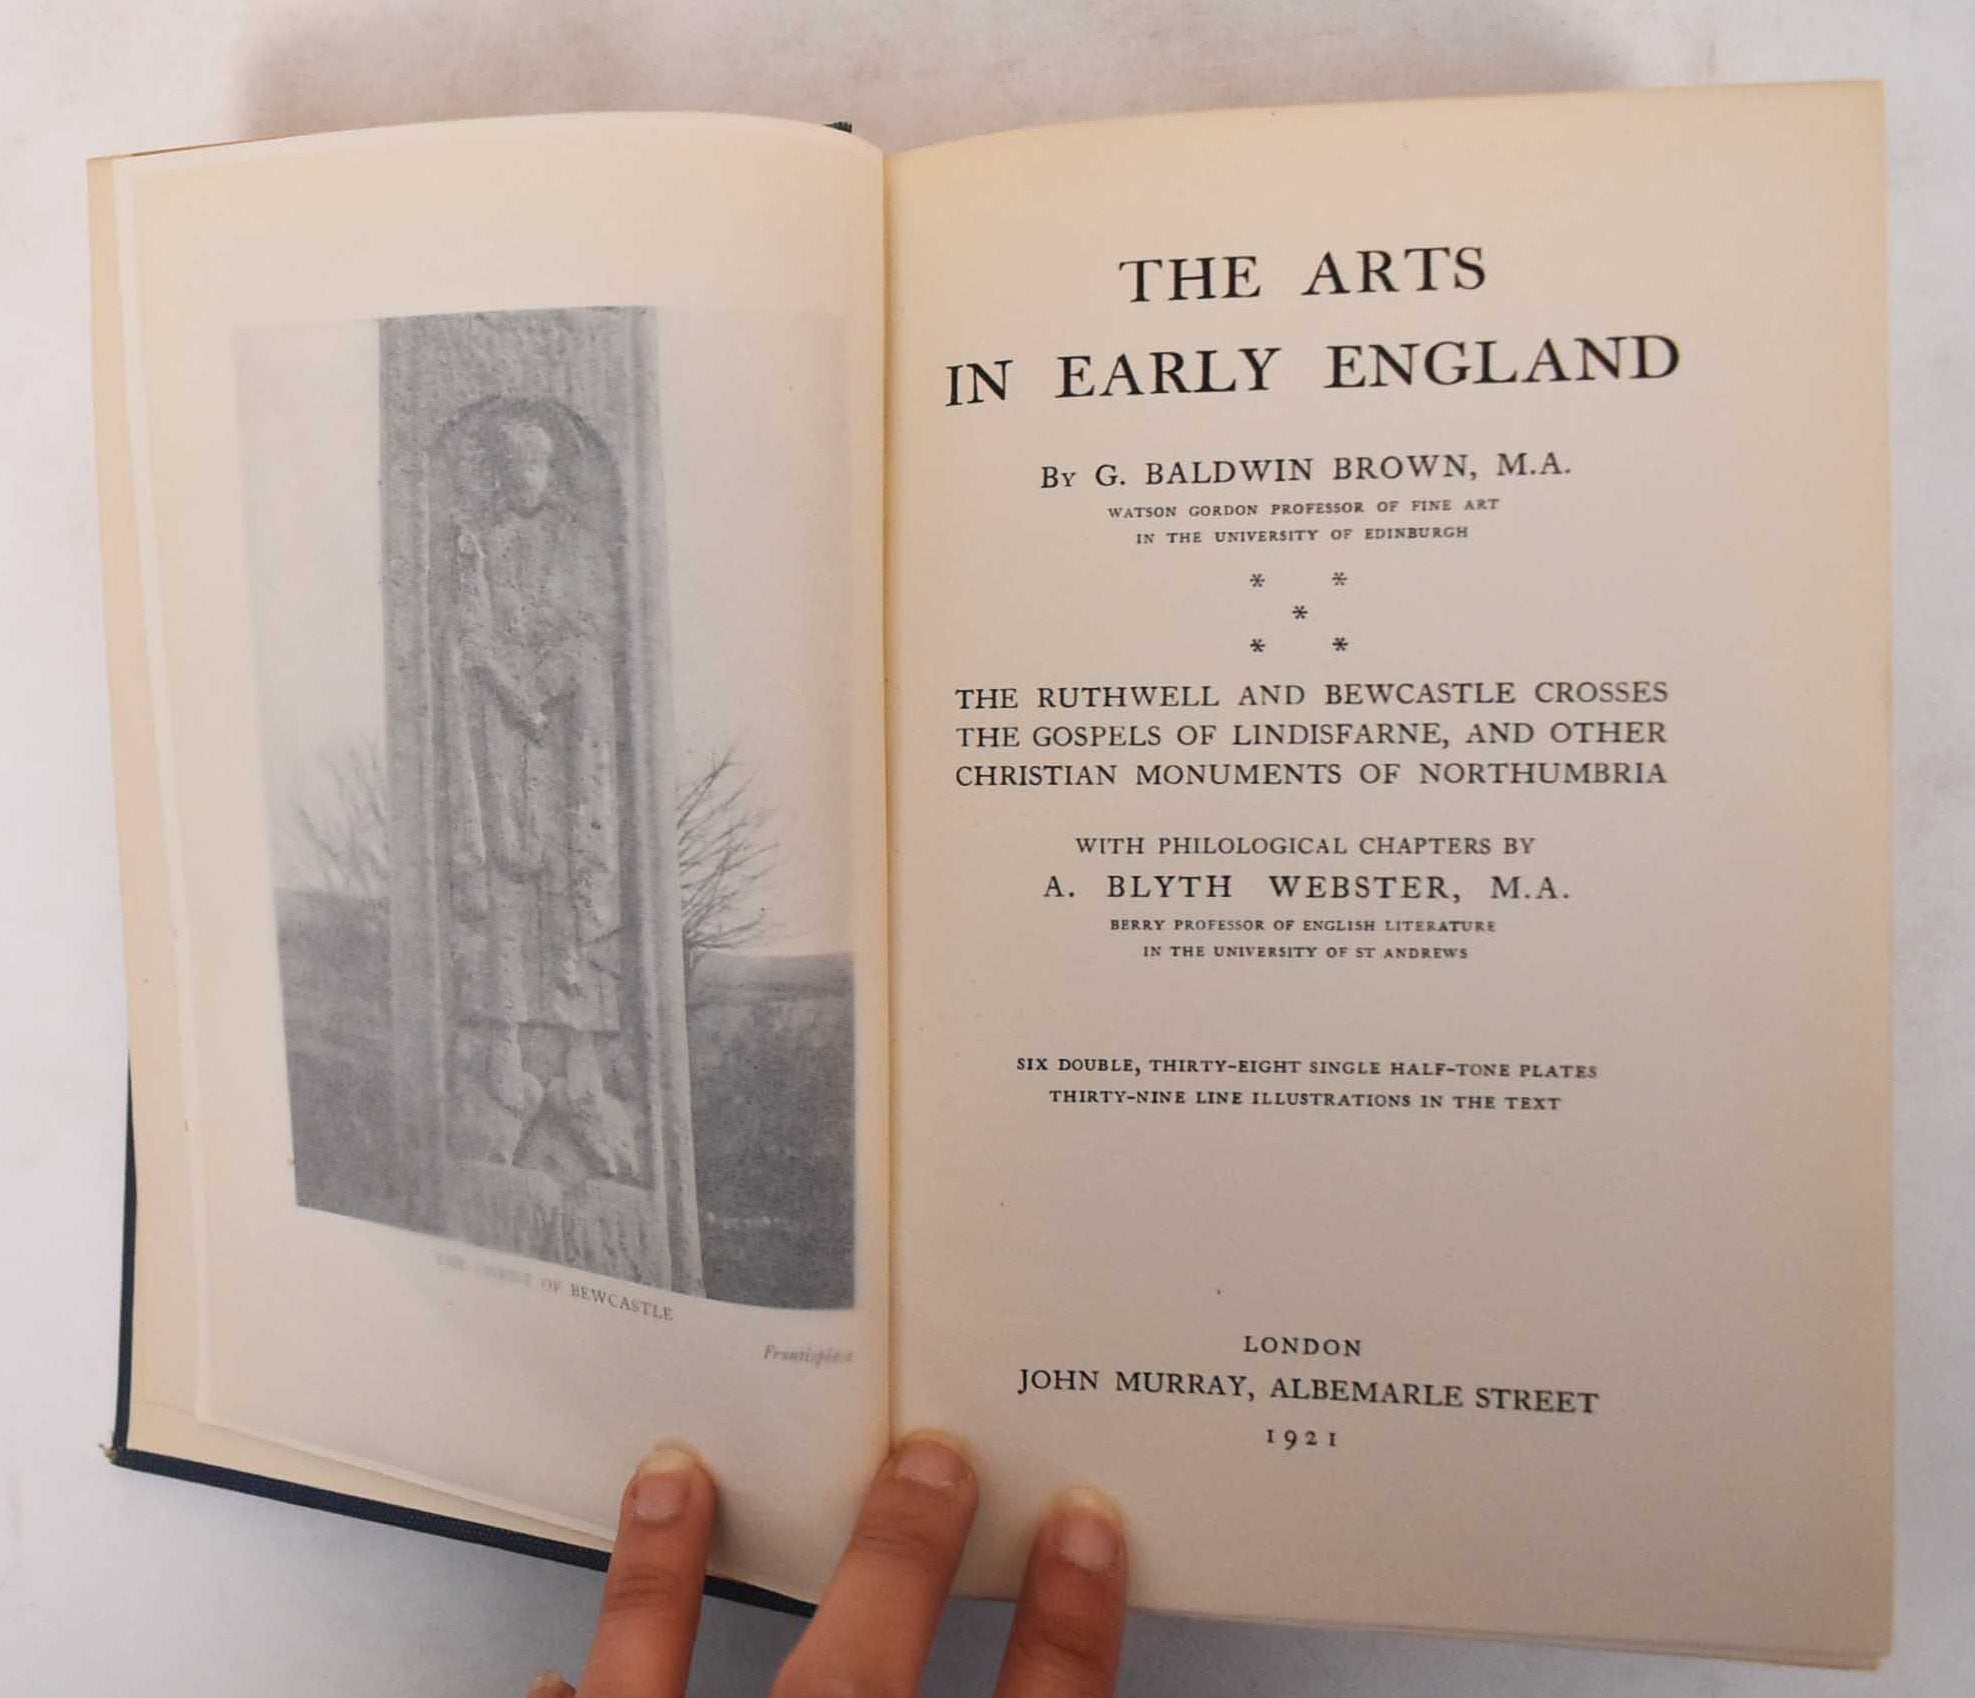 THE CHRIST OF BEWCASTLE
Frontispiece
THE ARTS
IN EARLY ENGLAND
BY G. BALDWIN BROWN, M.A.
WATSON GORDON PROFESSOR OF FINE ART
IN THE UNIVERSITY OF EDINBURGH
* *
*
* *
THE RUTHWELL AND BEWCASTLE CROSSES
THE GOSPELS OF LINDISFARNE, AND OTHER
CHRISTIAN MONUMENTS OF NORTHUMBRIA
WITH PHILOLOGICAL CHAPTERS BY
A. BLYTH WEBSTER, M.A.
BERRY PROFESSOR OF ENGLISH LITERATURE
IN THE UNIVERSITY OF ST ANDREWS
SIX DOUBLE, THIRTY-EIGHT SINGLE HALF-TONE PLATES
THIRTY-NINE LINE ILLUSTRATIONS IN THE TEXT
LONDON
JOHN MURRAY, ALBEMARLE STREET
1921